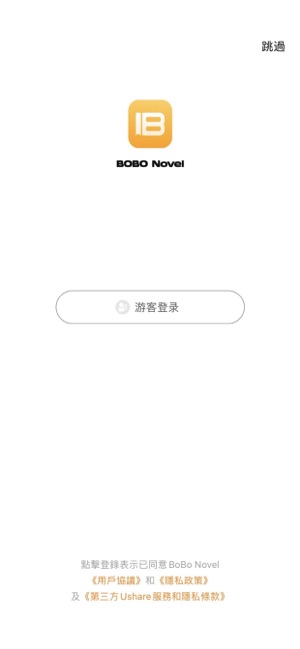 跳過
BOBO Novel
游客登录
點擊登錄表示已同意BoBo Novel
《用戶協議》和《隱私政策》
及《第三方Ushare服務和隱私條款》